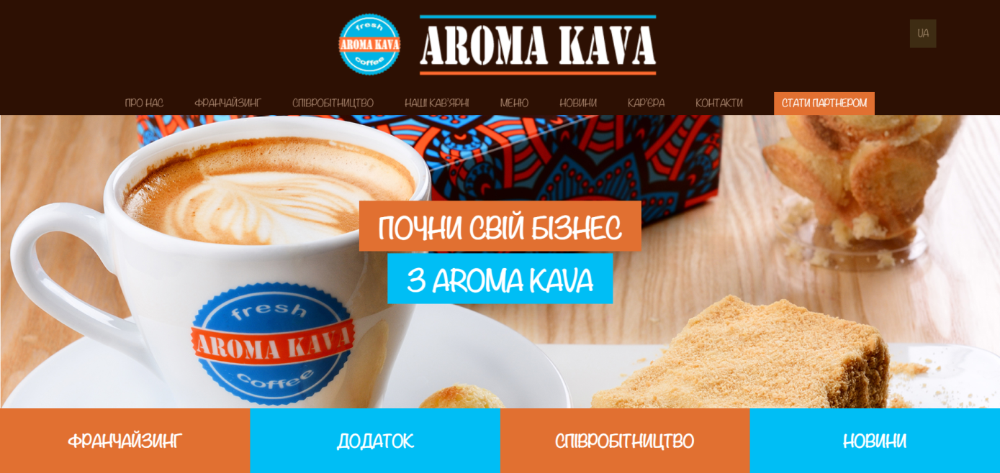 fresh
AROMA KAVA
coffee
AROMA KAVA
UA
ПРО НАС
ФРАНЧАЙЗИНГ
СПІВРОБІТНИЦТВО
НАШІ КАВ'ЯРНІ
МЕНЮ
НОВИНИ
КАР'ЄРА
КОНТАКТИ
СТАТИ ПАРТНЕРОМ
ПОЧНИ СВІЙ БІЗНЕС
З AROMA KAVA
fresh
AROMA KAVA
coffee
ФРАНЧАЙЗИНГ
ДОДАТОК
СПІВРОБІТНИЦТВО
НОВИНИ